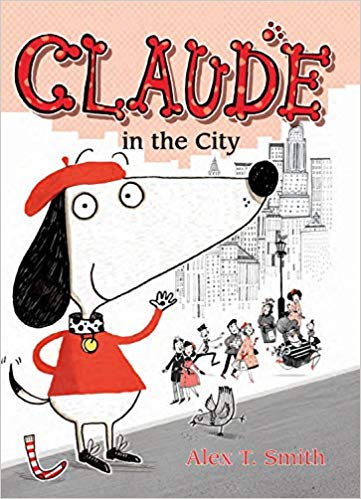 CLAUDE
in the City
Alex T. Smith